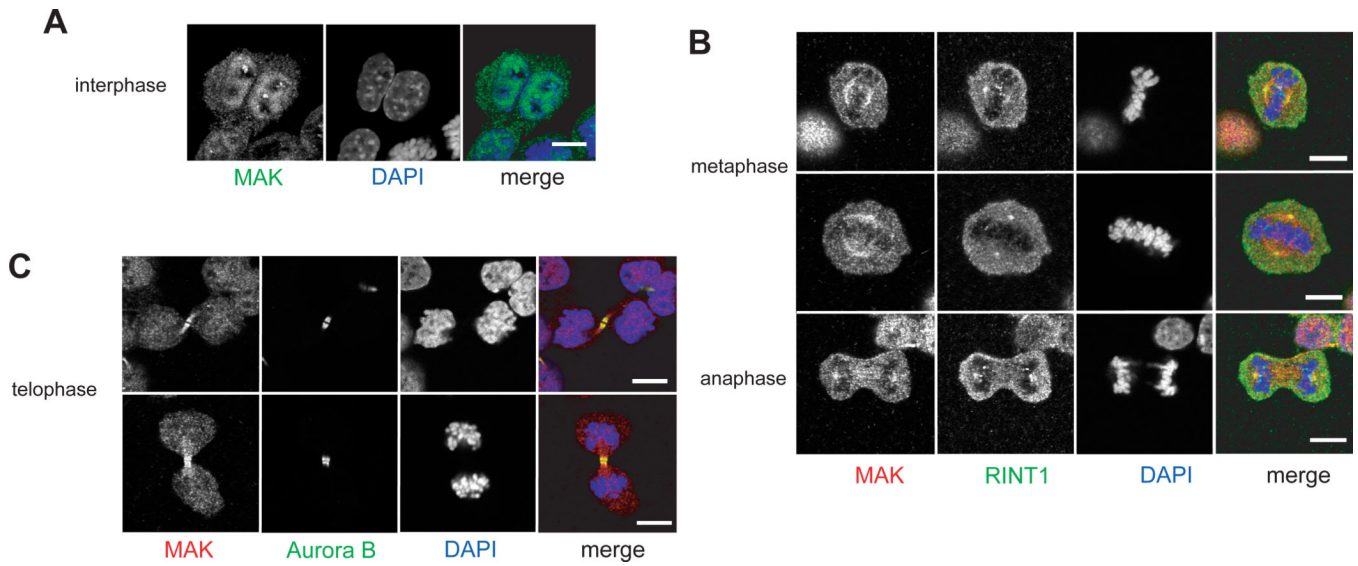 A
interphase
MAK DAPI merge
B
metaphase
anaphase
MAK RINT1 DAPI merge
C
telophase
MAK Aurora B DAPI merge